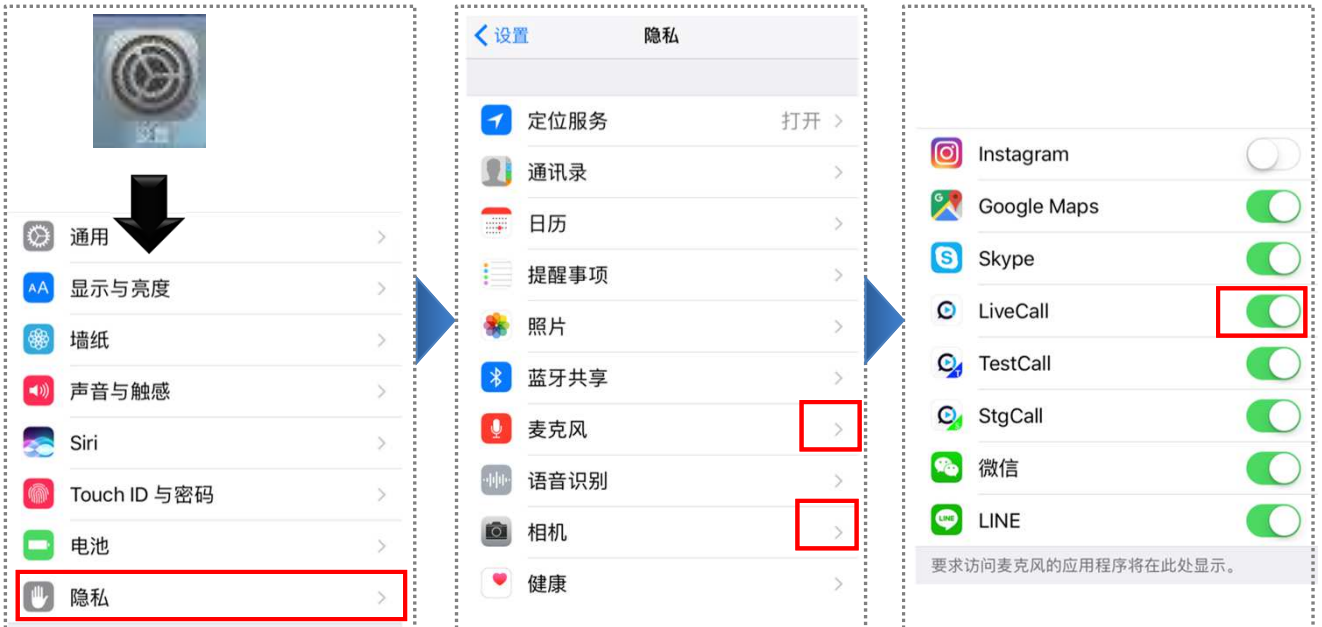 通用
显示与亮度
墙纸
声音与触感
Siri
Touch ID 与密码
电池
隐私
设置
隐私
定位服务 打开
通讯录
日历
提醒事项
照片
蓝牙共享
麦克风
语音识别
相机
健康
Instagram
Google Maps
Skype
LiveCall
TestCall
StgCall
微信
LINE
要求访问麦克风的应用程序将在此处显示。